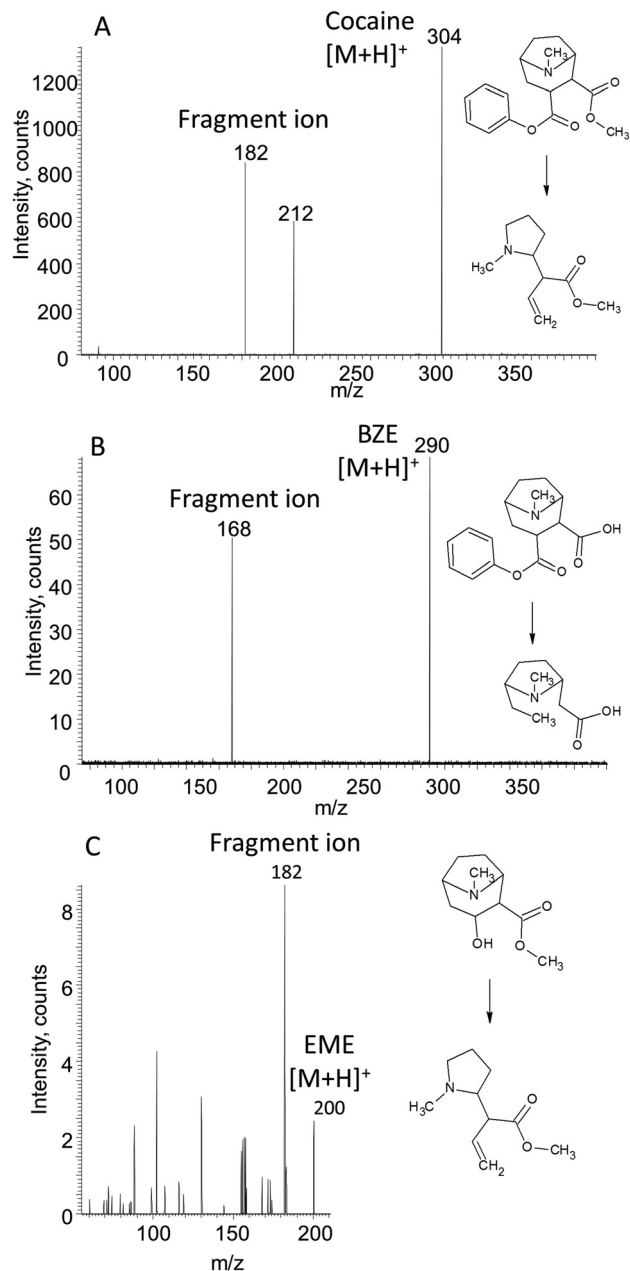 A
Cocaine
[M+H]+
304
Fragment ion
182
212
Intensity, counts
1200
1000
800
600
400
200
0
100 150 200 250 300 350
m/z
CH3
N
O
O
CH3
O
O
N
H3C
O
O
CH3
CH2
B
BZE
[M+H]+
290
Fragment ion
168
Intensity, counts
60
50
40
30
20
10
0
100 150 200 250 300 350
m/z
CH3
N
OH
O
O
O
CH3
N
OH
CH3
O
C
Fragment ion
182
EME
[M+H]+
200
Intensity, counts
8
6
4
2
0
100 150 200
m/z
CH3
N
O
OH
O
CH3
N
H3C
O
O
CH3
CH2